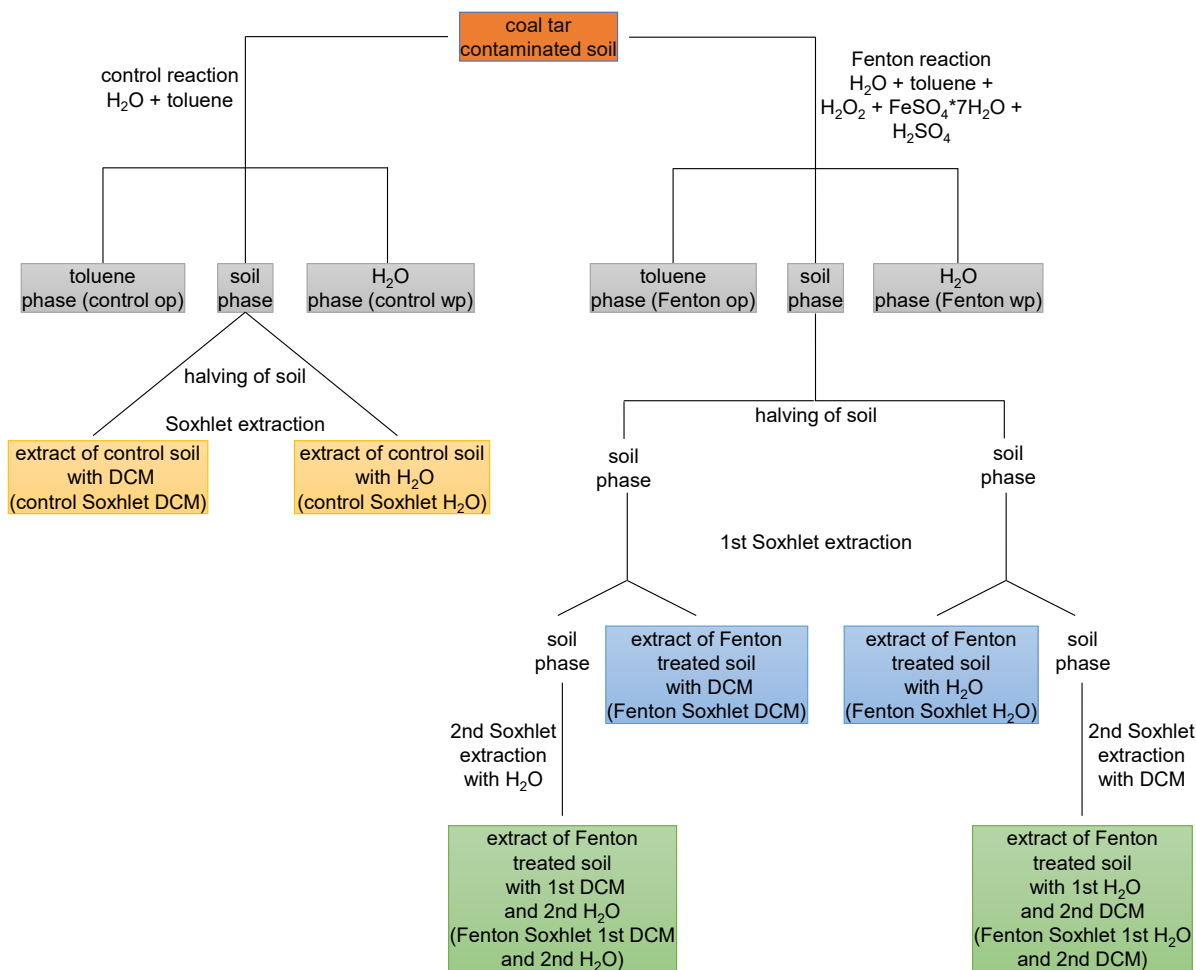 coal tar
contaminated soil
control reaction
H₂O + toluene
Fenton reaction
H₂O + toluene +
H₂O₂ + FeSO₄*7H₂O +
H₂SO₄
toluene
phase (control op)
soil
phase
H₂O
phase (control wp)
toluene
phase (Fenton op)
soil
phase
H₂O
phase (Fenton wp)
halving of soil
Soxhlet extraction
extract of control soil
with DCM
(control Soxhlet DCM)
extract of control soil
with H₂O
(control Soxhlet H₂O)
halving of soil
soil
phase
soil
phase
1st Soxhlet extraction
soil
phase
extract of Fenton
treated soil
with DCM
(Fenton Soxhlet DCM)
extract of Fenton
treated soil
with H₂O
(Fenton Soxhlet H₂O)
soil
phase
2nd Soxhlet
extraction
with H₂O
2nd Soxhlet
extraction
with DCM
extract of Fenton
treated soil
with 1st DCM
and 2nd H₂O
(Fenton Soxhlet 1st DCM
and 2nd H₂O)
extract of Fenton
treated soil
with 1st H₂O
and 2nd DCM
(Fenton Soxhlet 1st H₂O
and 2nd DCM)